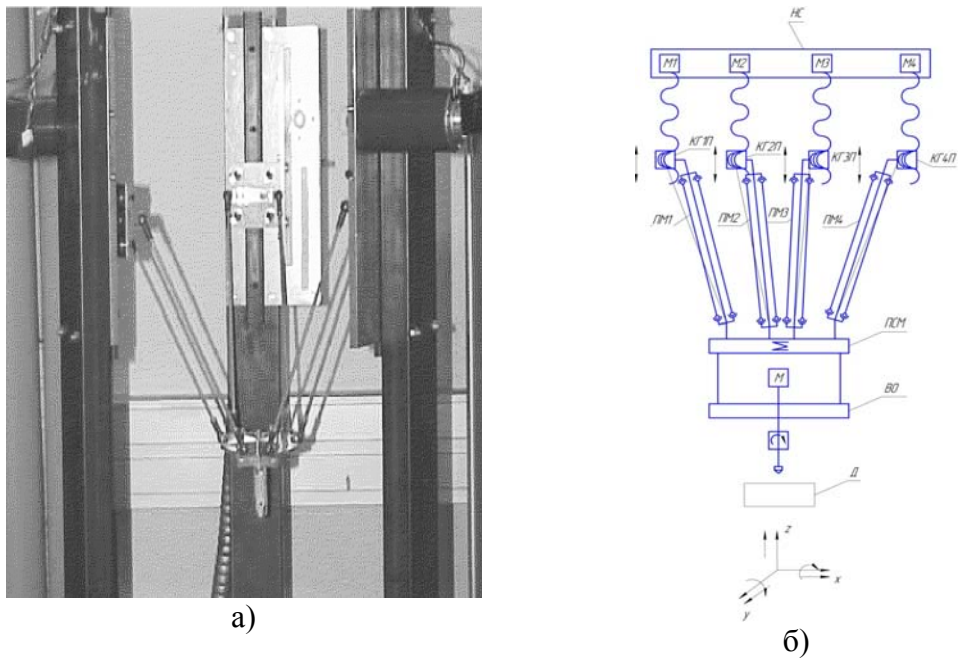 НС
М1 М2 М3 М4
КГ1П КГ2П КГ3П КГ4П
ПМ1 ПМ2 ПМ3 ПМ4
ПСМ
Σ
М
ВО
Д
z
x
y
а)
б)